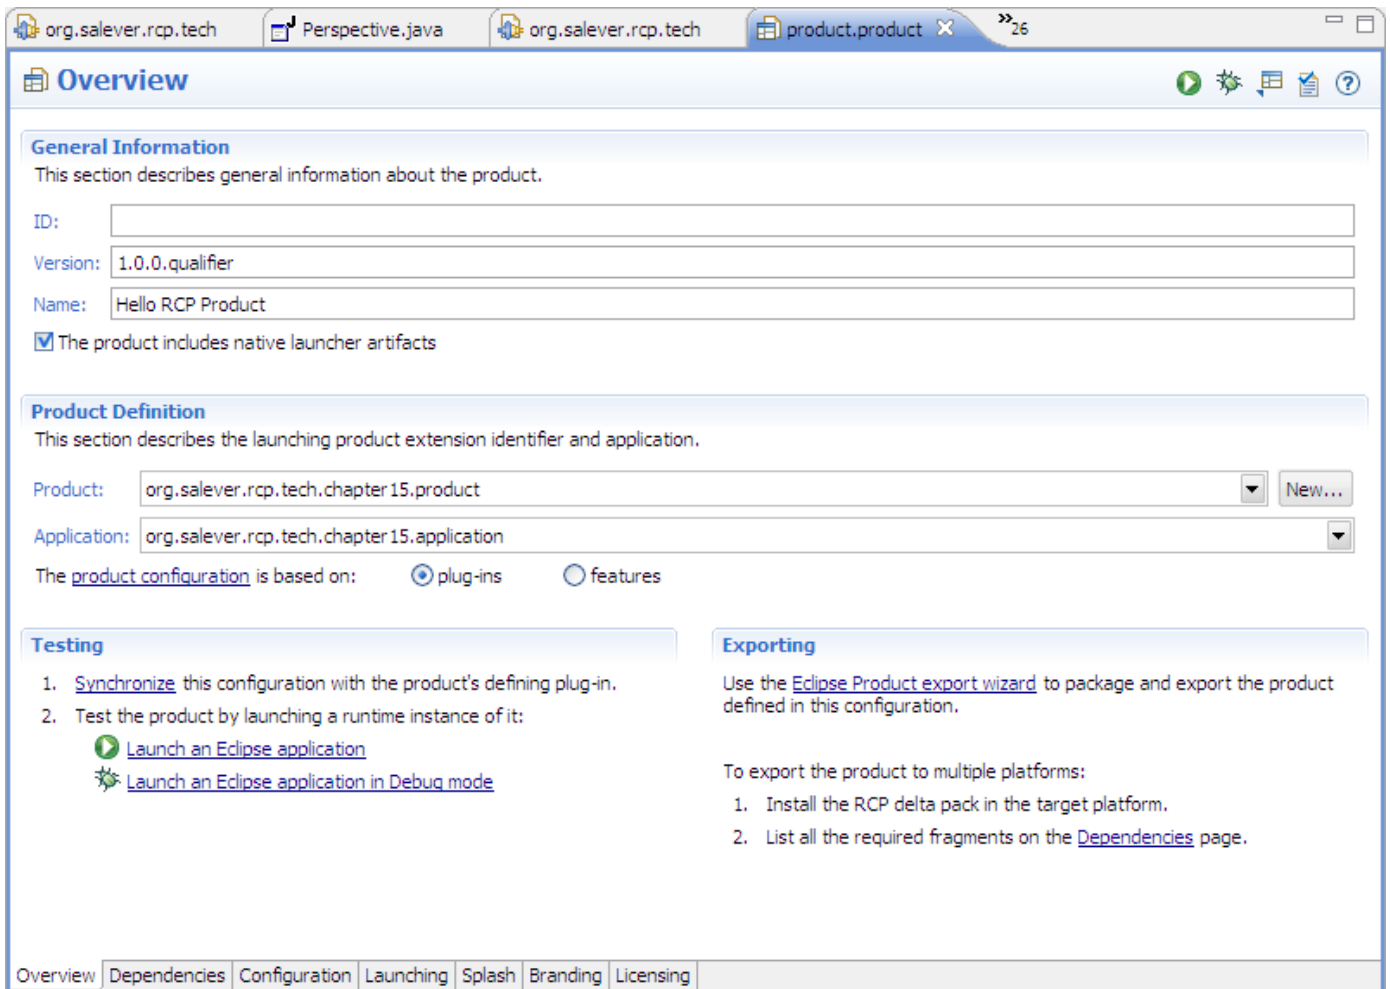 org.salever.rcp.tech Perspective.java org.salever.rcp.tech product.product »26
Overview
General Information
This section describes general information about the product.
ID:
Version: 1.0.0.qualifier
Name: Hello RCP Product
The product includes native launcher artifacts
Product Definition
This section describes the launching product extension identifier and application.
Product: org.salever.rcp.tech.chapter15.product New...
Application: org.salever.rcp.tech.chapter15.application
The product configuration is based on: plug-ins features
Testing
1. Synchronize this configuration with the product's defining plug-in.
2. Test the product by launching a runtime instance of it:
Launch an Eclipse application
Launch an Eclipse application in Debug mode
Exporting
Use the Eclipse Product export wizard to package and export the product
defined in this configuration.
To export the product to multiple platforms:
1. Install the RCP delta pack in the target platform.
2. List all the required fragments on the Dependencies page.
Overview Dependencies Configuration Launching Splash Branding Licensing